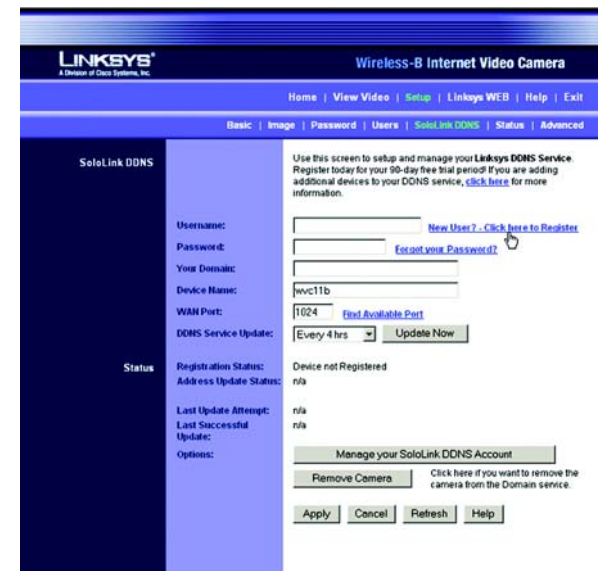 LINKSYS®
A Division of Cisco Systems, Inc.
Wireless-B Internet Video Camera
Home | View Video | Setup | Linksys WEB | Help | Exit
Basic | Image | Password | Users | SoloLink DDNS | Status | Advanced
SoloLink DDNS
Use this screen to setup and manage your Linksys DDNS Service.
Register today for your 90-day free trial period! If you are adding
additional devices to your DDNS service, click here for more
information.
Username:
New User? - Click here to Register
Password:
Forgot your Password?
Your Domain:
Device Name:
wvc11b
WAN Port:
1024
Find Available Port
DDNS Service Update:
Every 4 hrs
Update Now
Status
Registration Status:
Device not Registered
Address Update Status:
n/a
Last Update Attempt:
n/a
Last Successful
Update:
n/a
Options:
Manage your SoloLink DDNS Account
Remove Camera
Click here if you want to remove the
camera from the Domain service.
Apply
Cancel
Refresh
Help